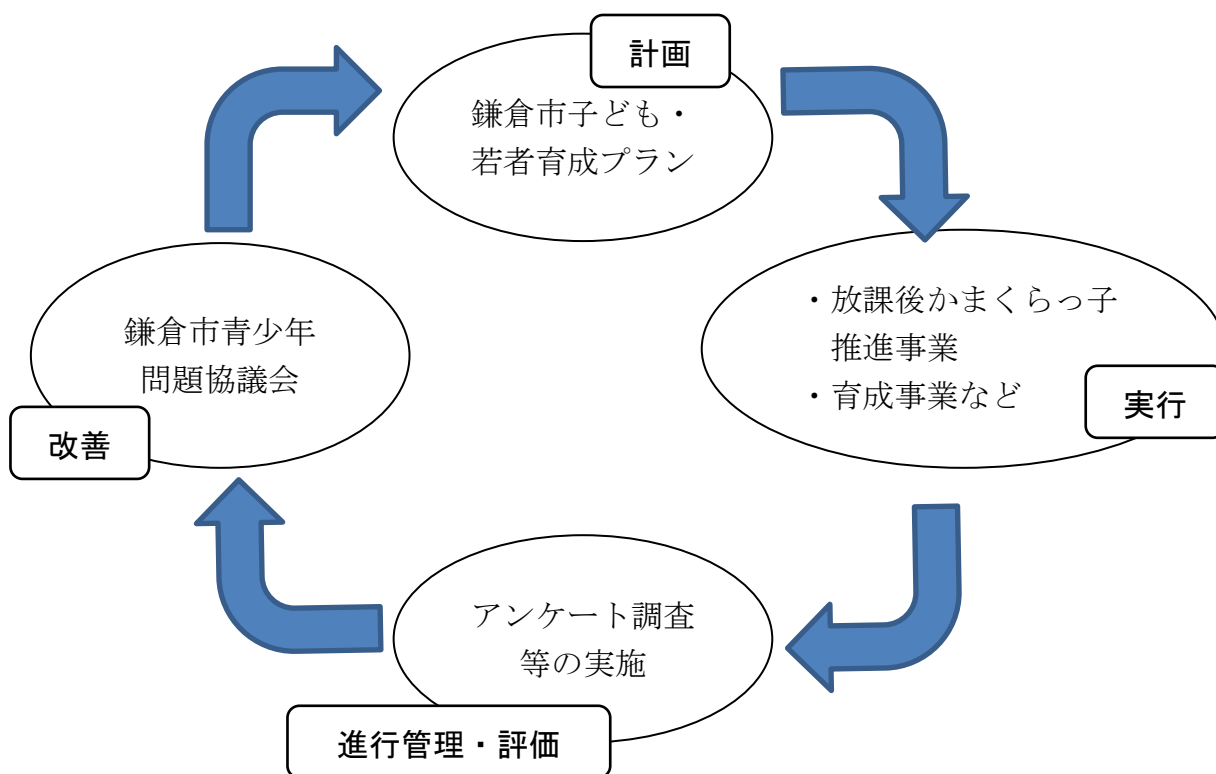 計画
鎌倉市子ども・
若者育成プラン
・放課後かまくらっ子
推進事業
・育成事業など
実行
アンケート調査
等の実施
進行管理・評価
鎌倉市青少年
問題協議会
改善